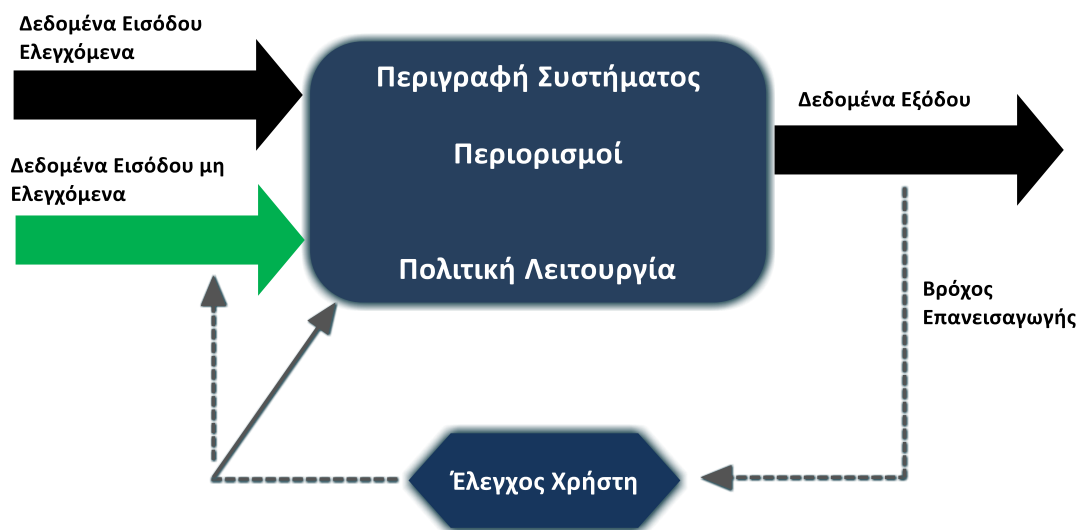 Δεδομένα Εισόδου
Ελεγχόμενα
Δεδομένα Εισόδου μη
Ελεγχόμενα
Περιγραφή Συστήματος
Περιορισμοί
Πολιτική Λειτουργία
Δεδομένα Εξόδου
Βρόχος
Επανεισαγωγής
Έλεγχος Χρήστη